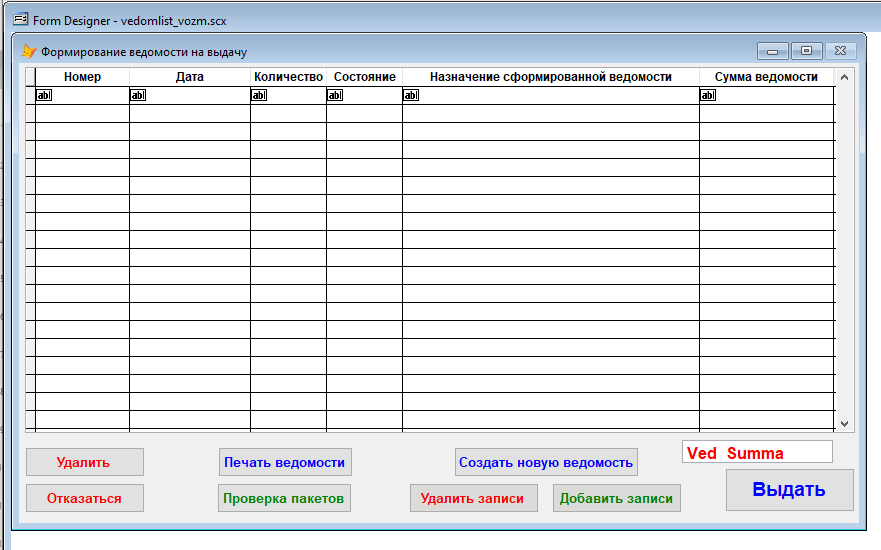 Form Designer - vedomlist_vozm.scx
Формирование ведомости на выдачу
Номер Дата Количество Состояние Назначение сформированной ведомости Сумма ведомости
abl abl abl abl abl abl
Ved Summa
Удалить Печать ведомости Создать новую ведомость
Выдать
Отказаться Проверка пакетов Удалить записи Добавить записи